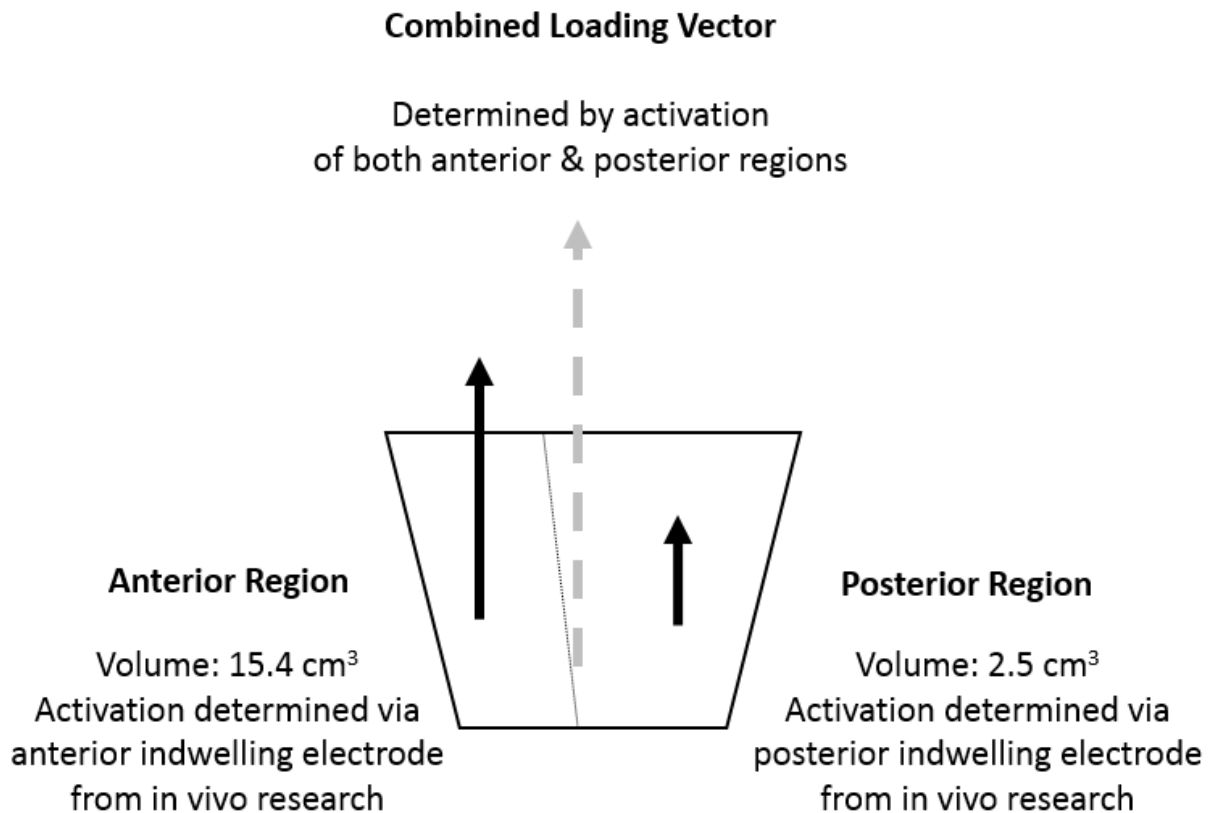 Combined Loading Vector
Determined by activation
of both anterior & posterior regions
Anterior Region
Volume: 15.4 cm³
Activation determined via
anterior indwelling electrode
from in vivo research
Posterior Region
Volume: 2.5 cm³
Activation determined via
posterior indwelling electrode
from in vivo research